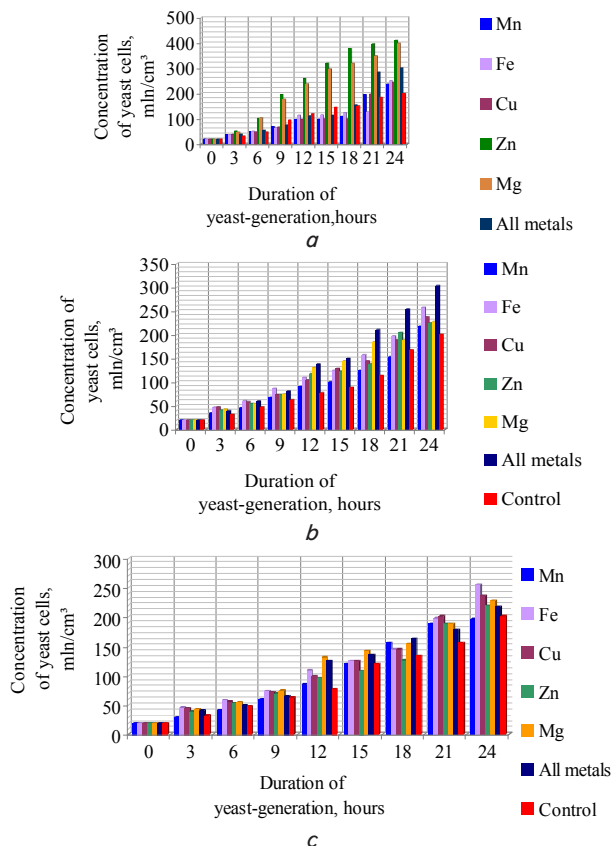 Concentration
of yeast cells,
mln/cm³
500
400
300
200
100
0
0 3 6 9 12 15 18 21 24
Duration of
yeast-generation,hours
a
Mn
Fe
Cu
Zn
Mg
All metals
Concentration of
yeast cells,
mln/cm³
350
300
250
200
150
100
50
0
0 3 6 9 12 15 18 21 24
Duration of
yeast-generation, hours
b
Mn
Fe
Cu
Zn
Mg
All metals
Control
Concentration
of yeast cells,
mln/cm³
300
250
200
150
100
50
0
0 3 6 9 12 15 18 21 24
Duration of
yeast-generation, hours
c
Mn
Fe
Cu
Zn
Mg
All metals
Control